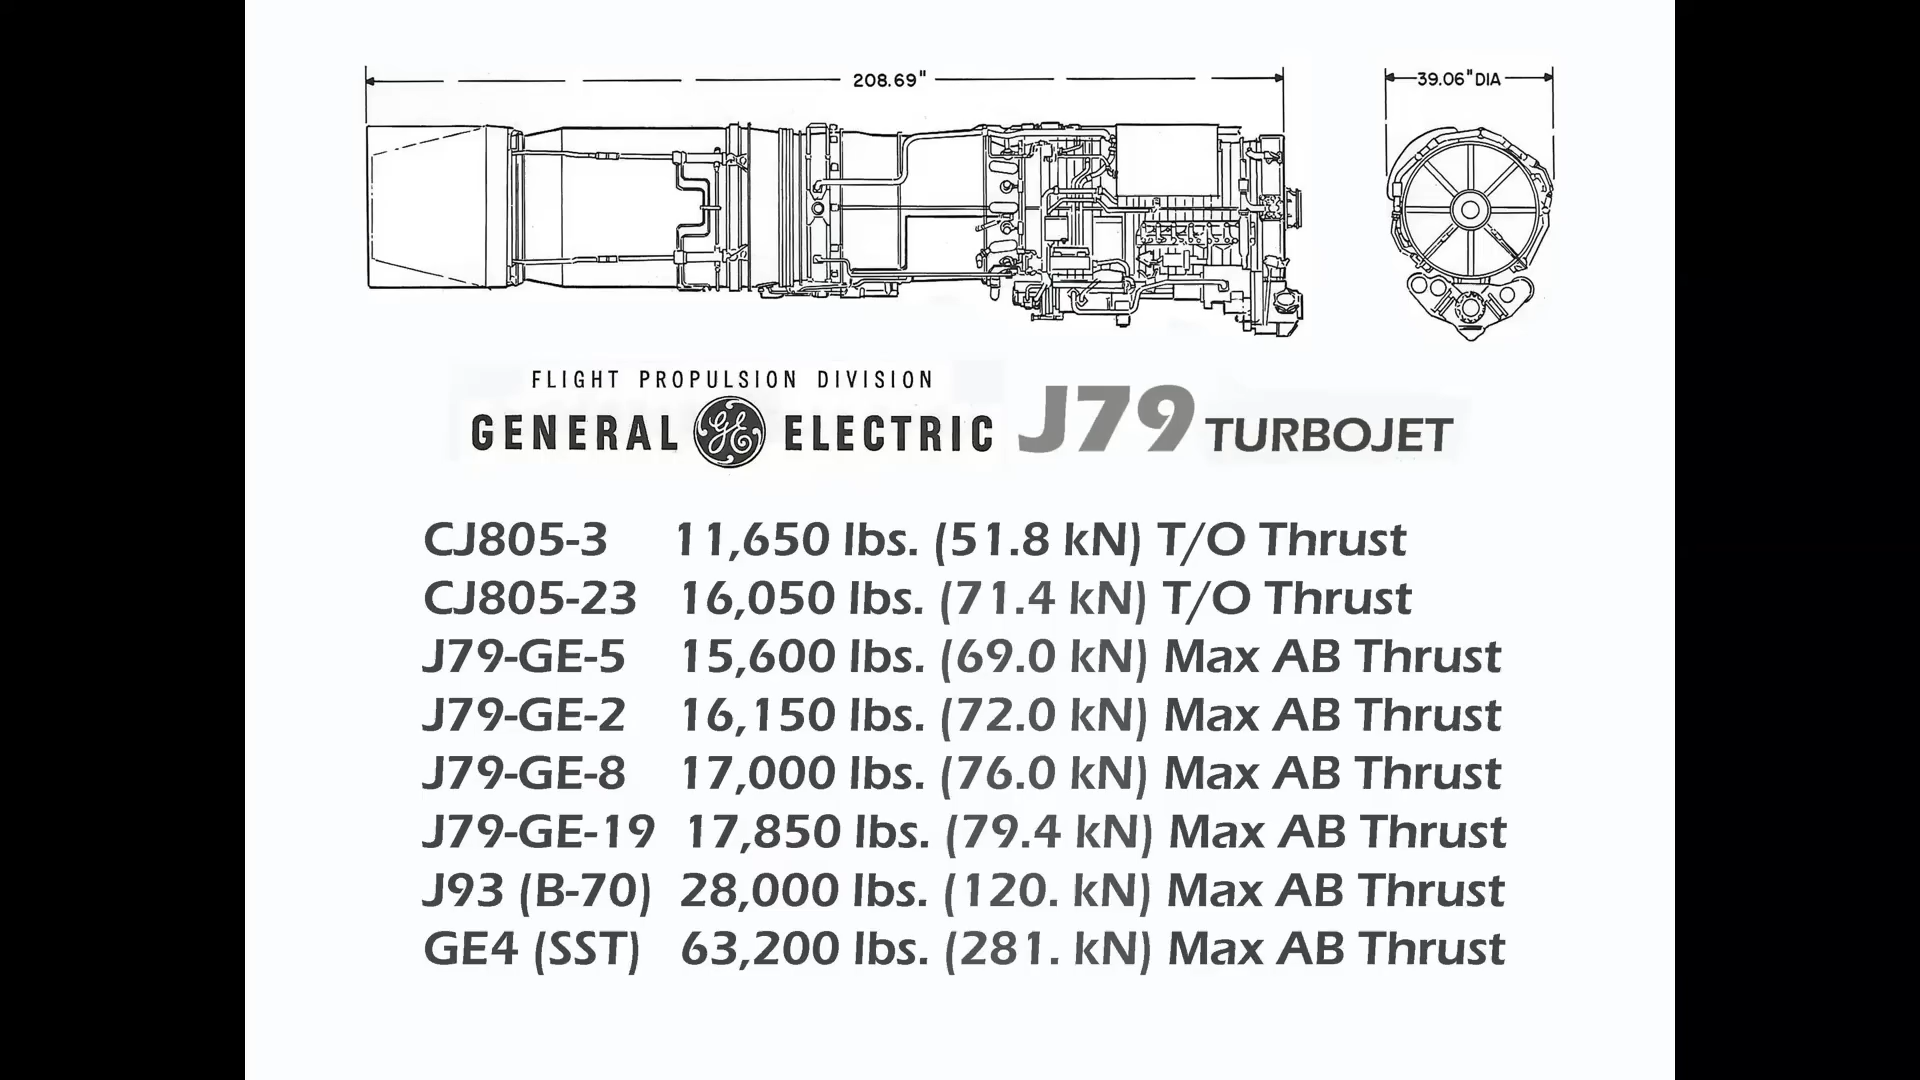 208.69"
39.06" DIA
FLIGHT PROPULSION DIVISION
GENERAL GE ELECTRIC
J79 TURBOJET
CJ805-3 11,650 lbs. (51.8 kN) T/O Thrust
CJ805-23 16,050 lbs. (71.4 kN) T/O Thrust
J79-GE-5 15,600 lbs. (69.0 kN) Max AB Thrust
J79-GE-2 16,150 lbs. (72.0 kN) Max AB Thrust
J79-GE-8 17,000 lbs. (76.0 kN) Max AB Thrust
J79-GE-19 17,850 lbs. (79.4 kN) Max AB Thrust
J93 (B-70) 28,000 lbs. (120. kN) Max AB Thrust
GE4 (SST) 63,200 lbs. (281. kN) Max AB Thrust